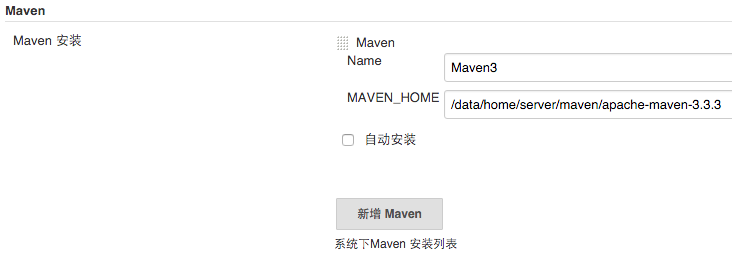 Maven
Maven 安装
Maven
Name
Maven3
MAVEN_HOME
/data/home/server/maven/apache-maven-3.3.3
自动安装
新增 Maven
系统下Maven 安装列表